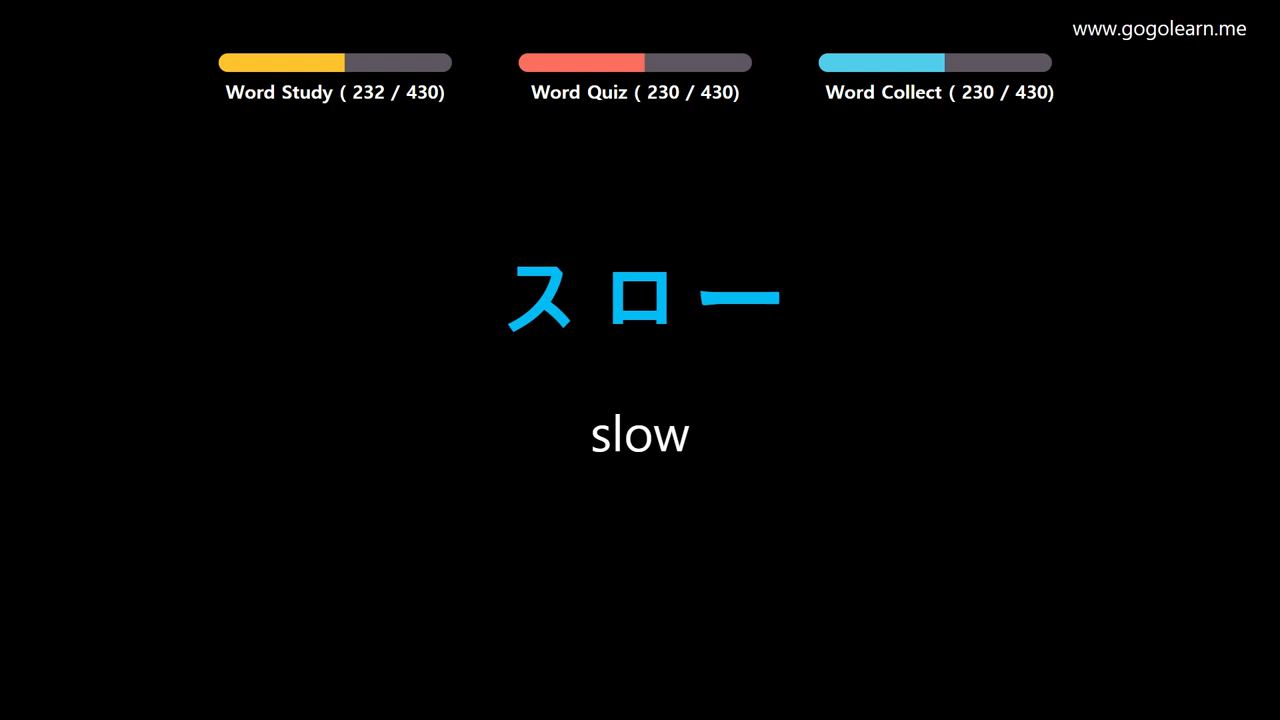 www.gogolearn.me
Word Study ( 232 / 430)
Word Quiz ( 230 / 430)
Word Collect ( 230 / 430)
スロー
slow